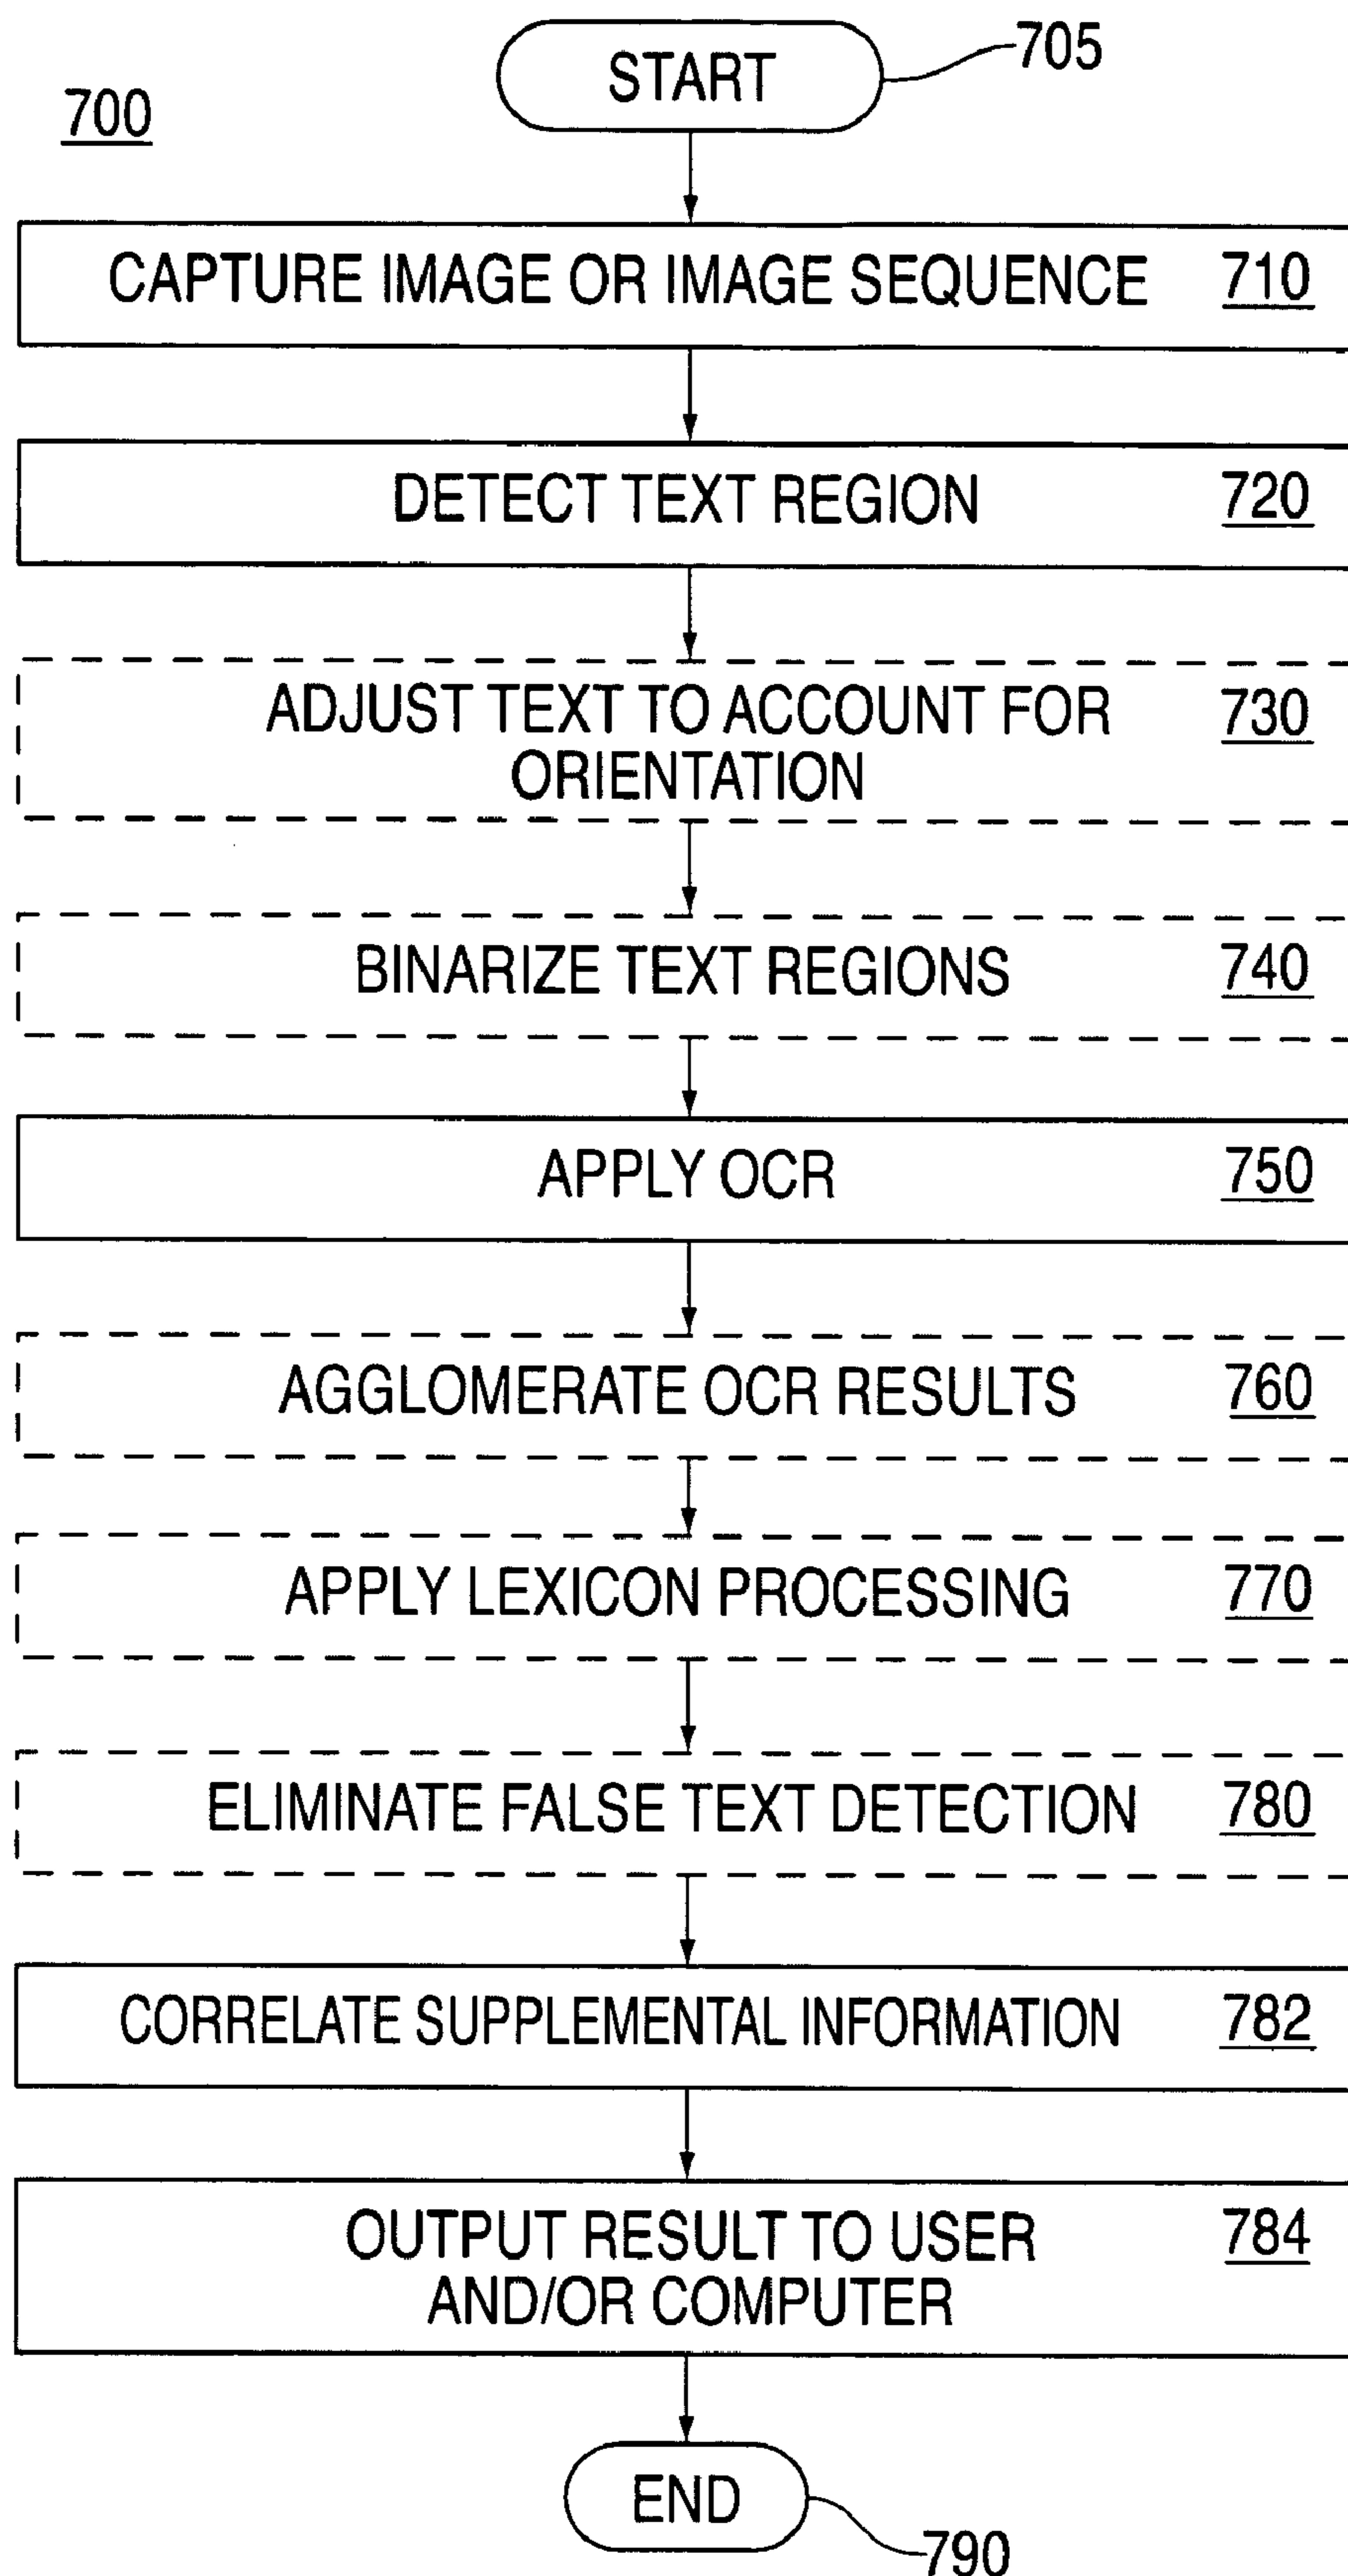 START
705
700
CAPTURE IMAGE OR IMAGE SEQUENCE 710
DETECT TEXT REGION 720
ADJUST TEXT TO ACCOUNT FOR 730
ORIENTATION
BINARIZE TEXT REGIONS 740
APPLY OCR 750
AGGLOMERATE OCR RESULTS 760
APPLY LEXICON PROCESSING 770
ELIMINATE FALSE TEXT DETECTION 780
CORRELATE SUPPLEMENTAL INFORMATION 782
OUTPUT RESULT TO USER 784
AND/OR COMPUTER
END
790